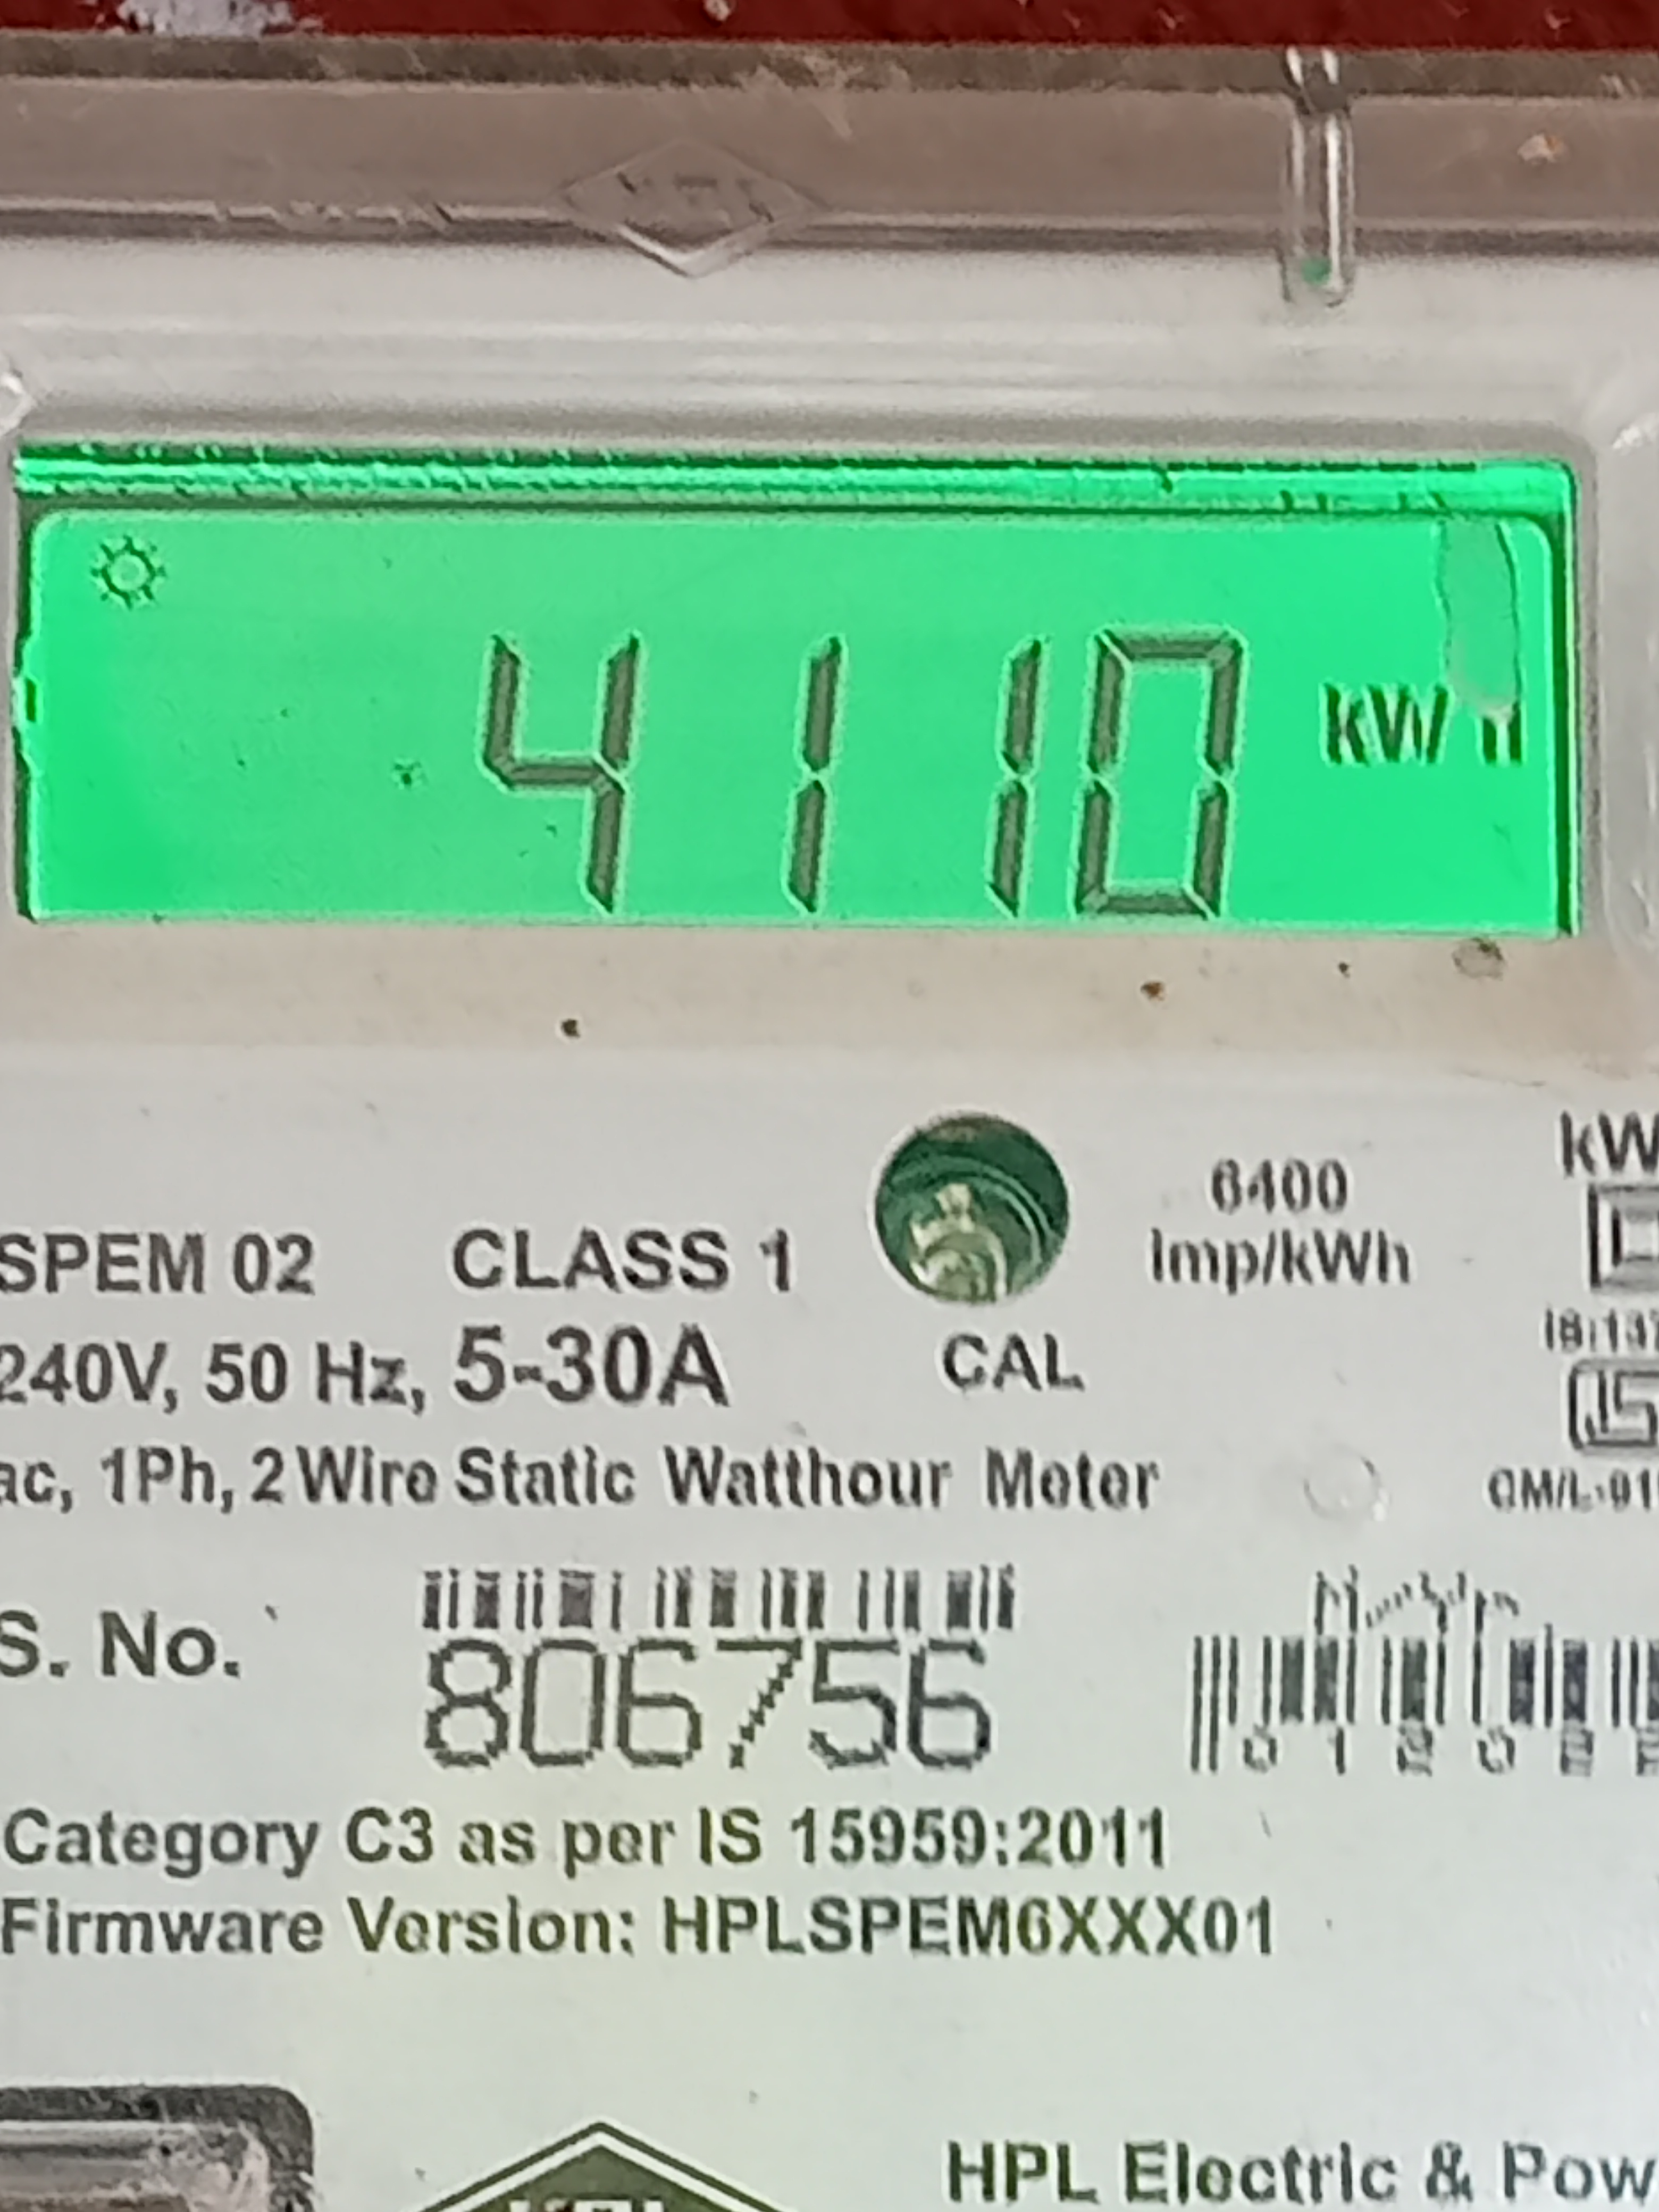 4110 kWh
kW
6400
SPEM 02 CLASS 1 Imp/kWh
240V, 50 Hz, 5-30A CAL
ac, 1Ph, 2 Wire Static Watthour Meter
S. No. 806756
Category C3 as per IS 15959:2011
Firmware Version: HPLSPEM6XXX01
HPL Electric & Pow